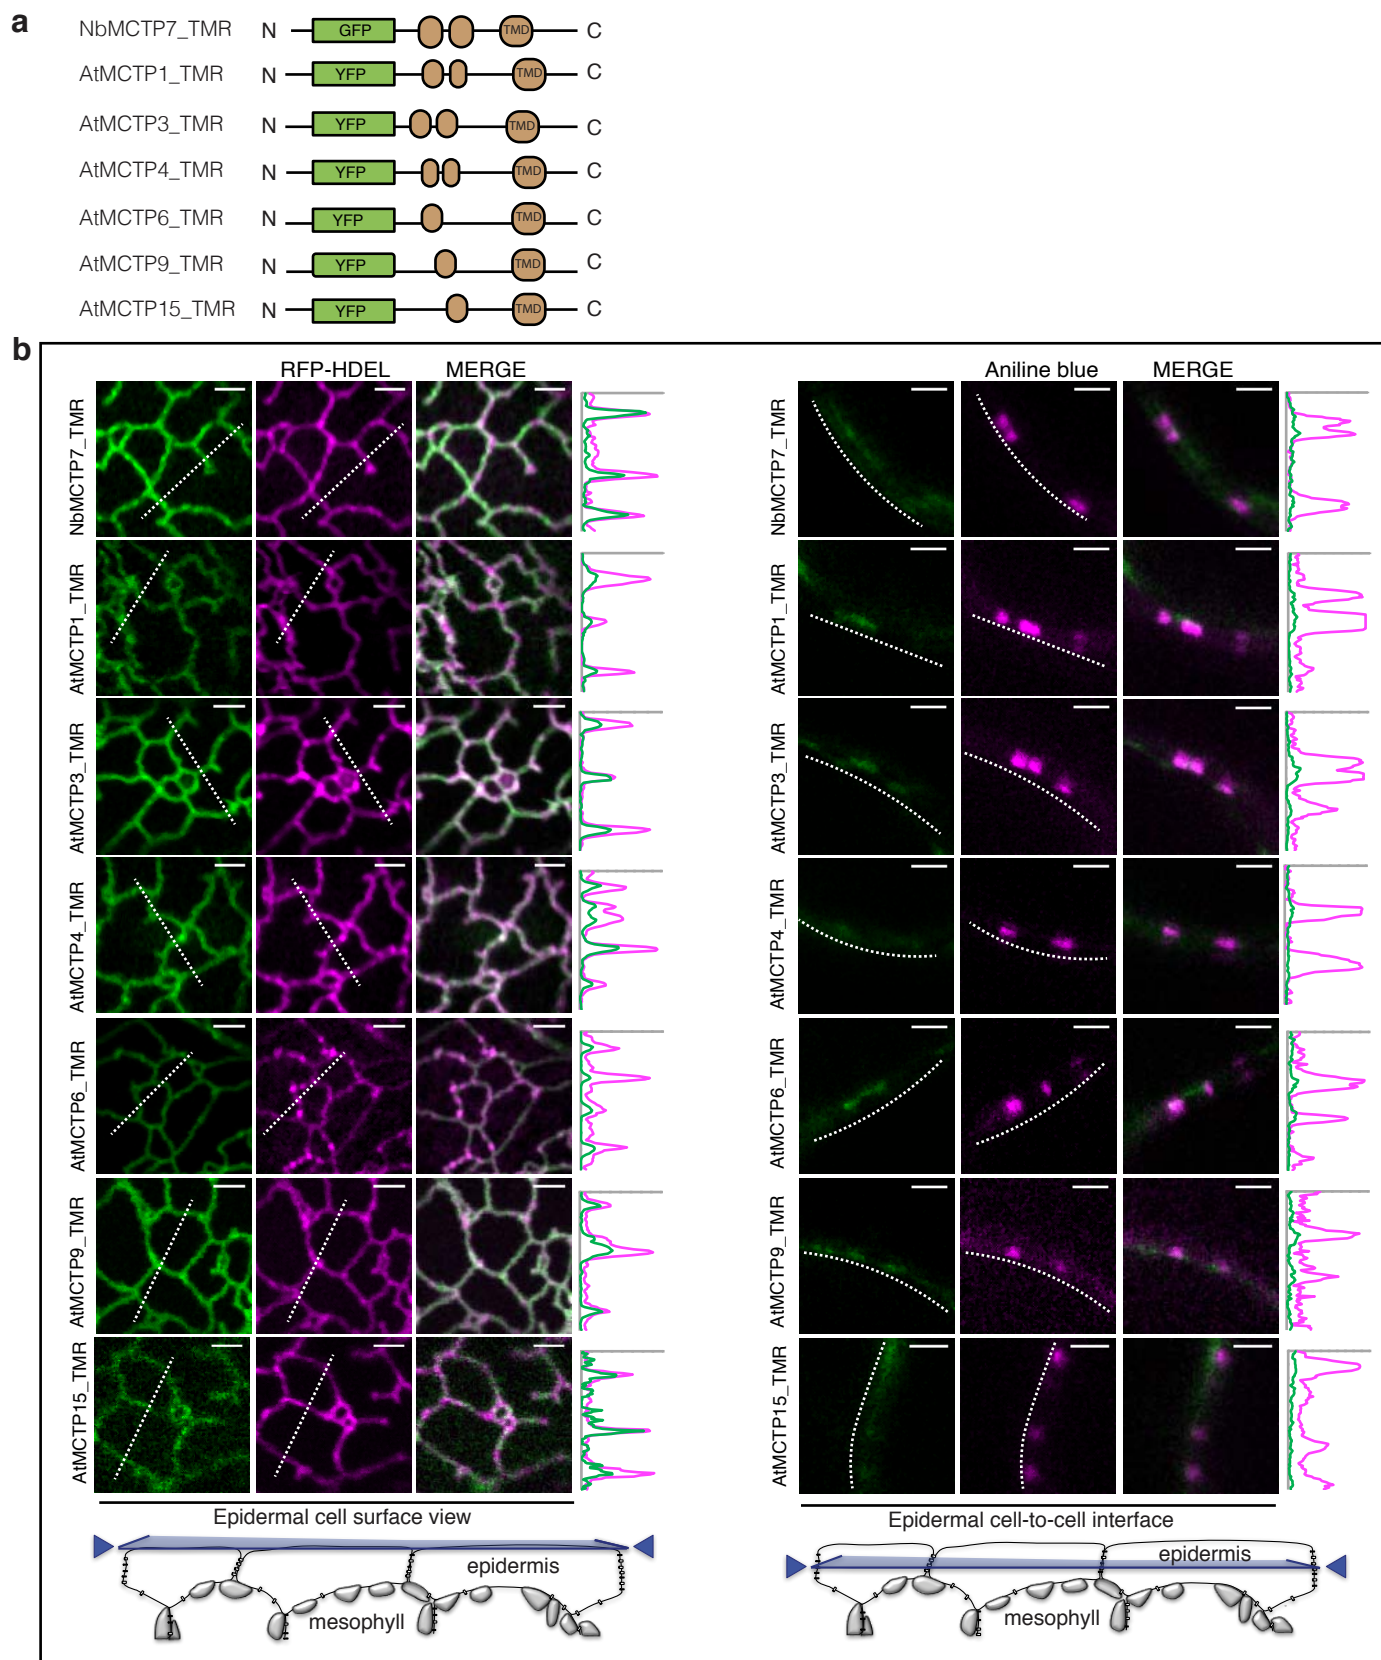 a
NbMCTP7_TMR N GFP TMD C
AtMCTP1_TMR N YFP TMD C
AtMCTP3_TMR N YFP TMD C
AtMCTP4_TMR N YFP TMD C
AtMCTP6_TMR N YFP TMD C
AtMCTP9_TMR N YFP TMD C
AtMCTP15_TMR N YFP TMD C
b
RFP-HDEL MERGE Aniline blue MERGE
NbMCTP7_TMR NbMCTP7_TMR
AtMCTP1_TMR AtMCTP1_TMR
AtMCTP3_TMR AtMCTP3_TMR
AtMCTP4_TMR AtMCTP4_TMR
AtMCTP6_TMR AtMCTP6_TMR
AtMCTP9_TMR AtMCTP9_TMR
AtMCTP15_TMR AtMCTP15_TMR
Epidermal cell surface view Epidermal cell-to-cell interface
epidermis epidermis
mesophyll mesophyll